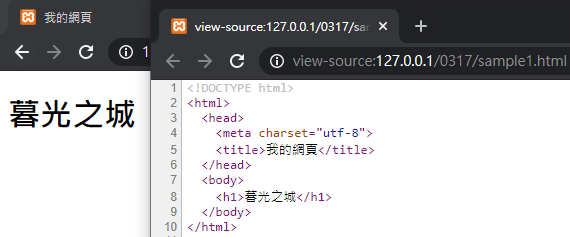 我的網頁
1
暮光之城
view-source:127.0.0.1/0317/sar
view-source:127.0.0.1/0317/sample1.html
1 <!DOCTYPE html>
2 <html>
3 <head>
4 <meta charset="utf-8">
5 <title>我的網頁</title>
6 </head>
7 <body>
8 <h1>暮光之城</h1>
9 </body>
10 </html>